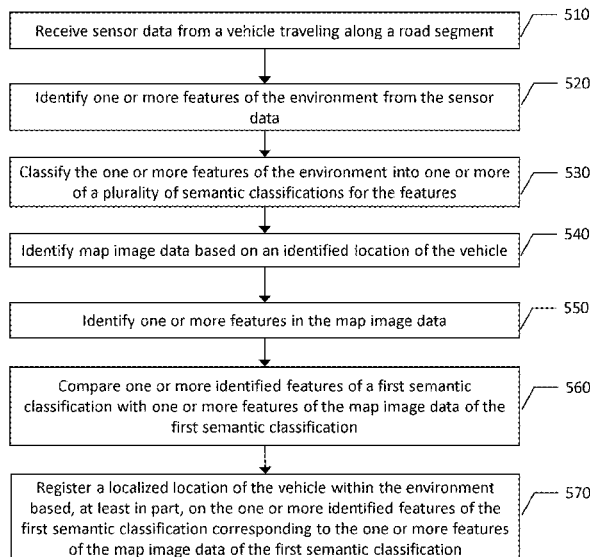 510
Receive sensor data from a vehicle traveling along a road segment
520
Identify one or more features of the environment from the sensor
data
530
Classify the one or more features of the environment into one or more
of a plurality of semantic classifications for the features
540
Identify map image data based on an identified location of the vehicle
550
Identify one or more features in the map image data
560
Compare one or more identified features of a first semantic
classification with one or more features of the map image data of the
first semantic classification
570
Register a localized location of the vehicle within the environment
based, at least in part, on the one or more identified features of the
first semantic classification corresponding to the one or more features
of the map image data of the first semantic classification